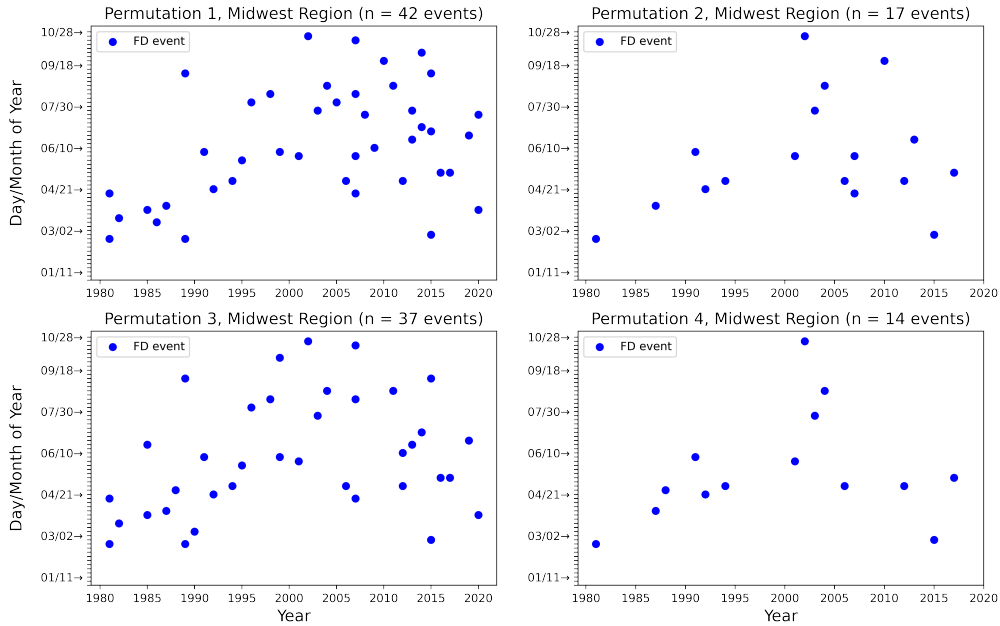 Permutation 1, Midwest Region (n = 42 events)
Day/Month of Year
10/28→
09/18→
07/30→
06/10→
04/21→
03/02→
01/11→
FD event
1980 1985 1990 1995 2000 2005 2010 2015 2020
Permutation 2, Midwest Region (n = 17 events)
10/28→
09/18→
07/30→
06/10→
04/21→
03/02→
01/11→
FD event
1980 1985 1990 1995 2000 2005 2010 2015 2020
Permutation 3, Midwest Region (n = 37 events)
Day/Month of Year
10/28→
09/18→
07/30→
06/10→
04/21→
03/02→
01/11→
FD event
1980 1985 1990 1995 2000 2005 2010 2015 2020
Year
Permutation 4, Midwest Region (n = 14 events)
10/28→
09/18→
07/30→
06/10→
04/21→
03/02→
01/11→
FD event
1980 1985 1990 1995 2000 2005 2010 2015 2020
Year